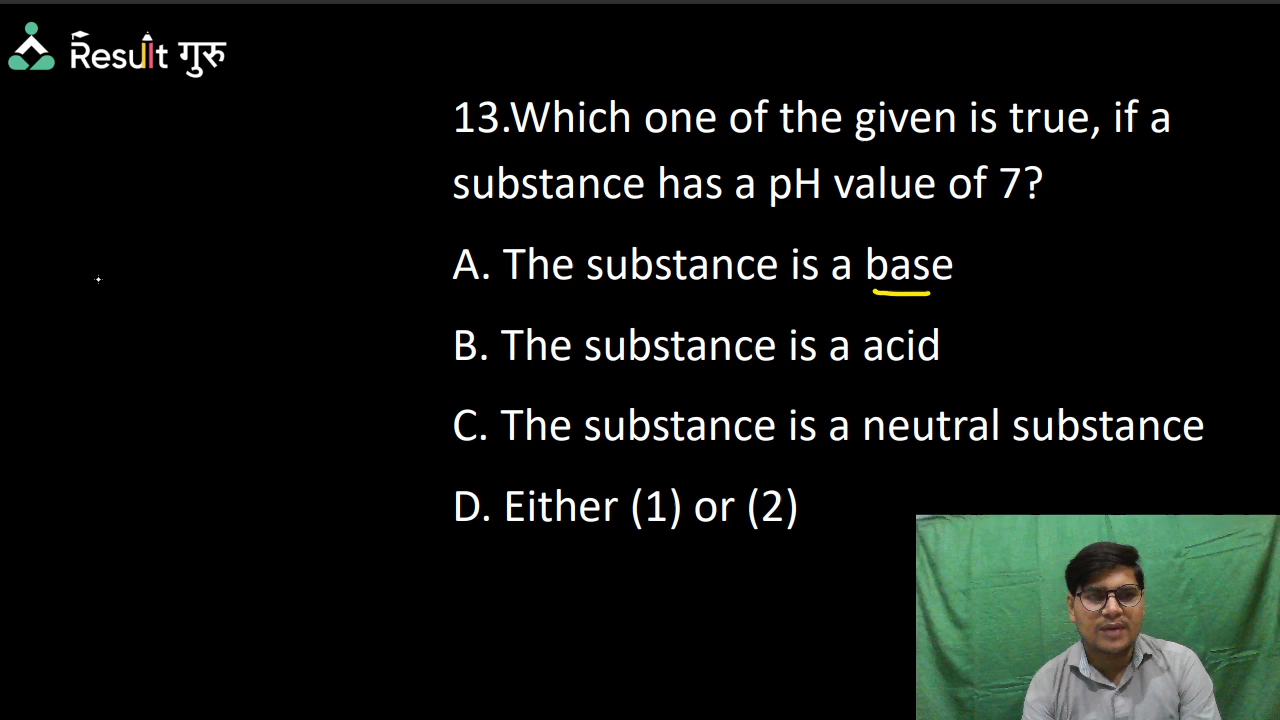 Result गुरु
13.Which one of the given is true, if a
substance has a pH value of 7?
A. The substance is a base
B. The substance is a acid
C. The substance is a neutral substance
D. Either (1) or (2)